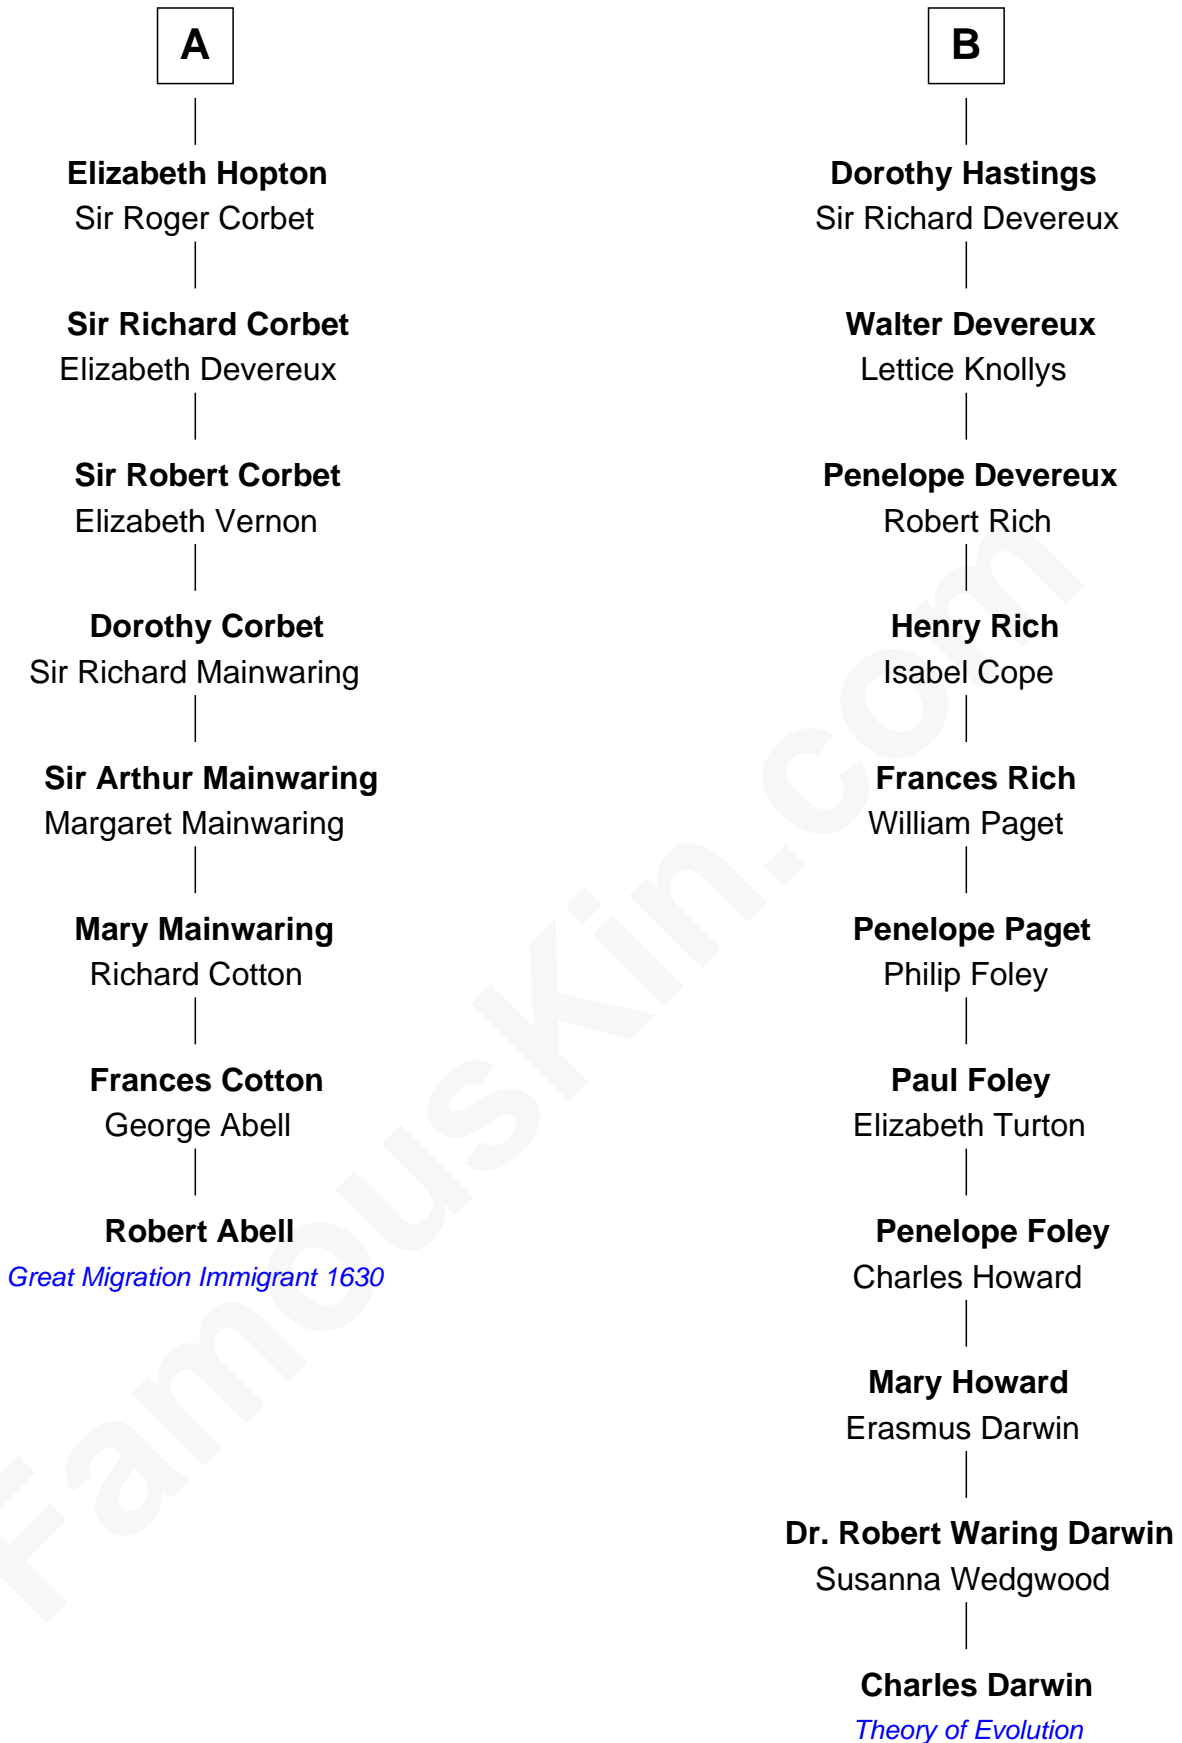 A
Elizabeth Hopton
Sir Roger Corbet
Sir Richard Corbet
Elizabeth Devereux
Sir Robert Corbet
Elizabeth Vernon
Dorothy Corbet
Sir Richard Mainwaring
Sir Arthur Mainwaring
Margaret Mainwaring
Mary Mainwaring
Richard Cotton
Frances Cotton
George Abell
Robert Abell
Great Migration Immigrant 1630
B
Dorothy Hastings
Sir Richard Devereux
Walter Devereux
Lettice Knollys
Penelope Devereux
Robert Rich
Henry Rich
Isabel Cope
Frances Rich
William Paget
Penelope Paget
Philip Foley
Paul Foley
Elizabeth Turton
Penelope Foley
Charles Howard
Mary Howard
Erasmus Darwin
Dr. Robert Waring Darwin
Susanna Wedgwood
Charles Darwin
Theory of Evolution
FamousKin.com